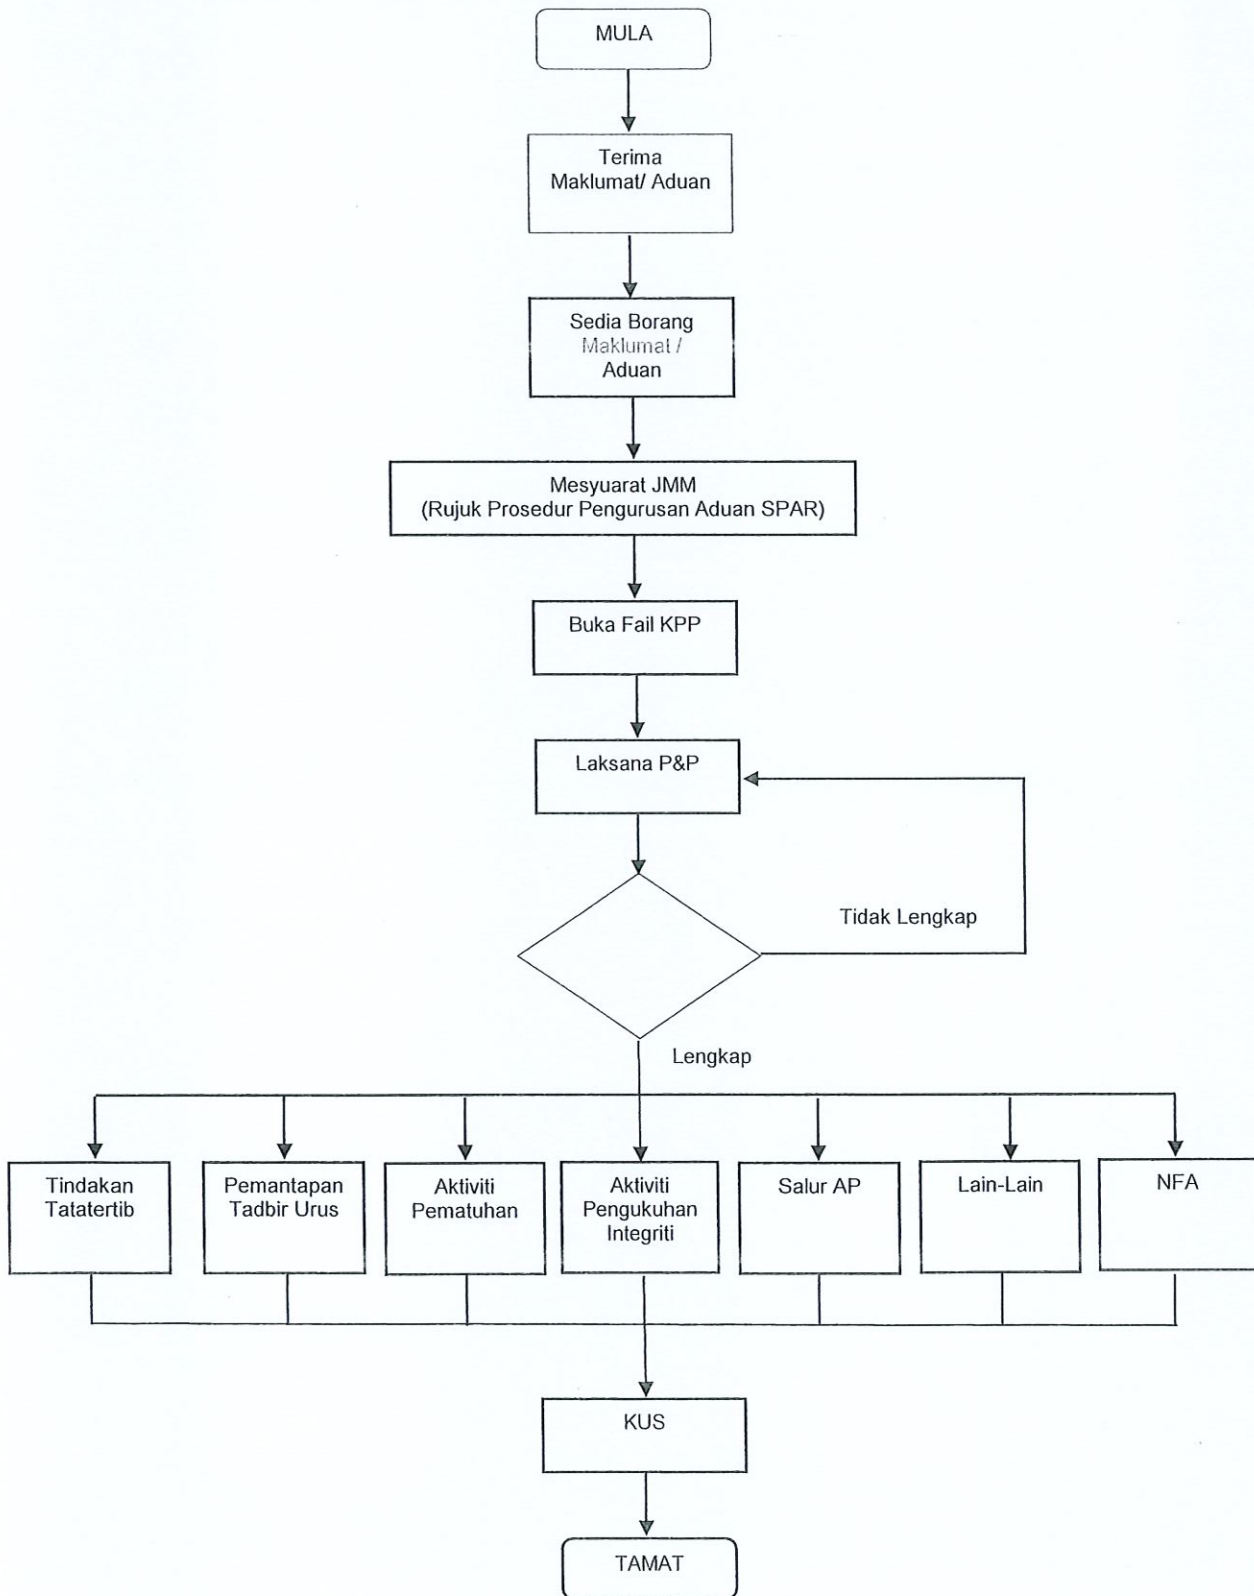 MULA
Terima
Maklumat/ Aduan
Sedia Borang
Maklumat /
Aduan
Mesyuarat JMM
(Rujuk Prosedur Pengurusan Aduan SPAR)
Buka Fail KPP
Laksana P&P
Tidak Lengkap
Lengkap
Tindakan
Tatatertib
Pemantapan
Tadbir Urus
Aktiviti
Pematuhan
Aktiviti
Pengukuhan
Integriti
Salur AP
Lain-Lain
NFA
KUS
TAMAT